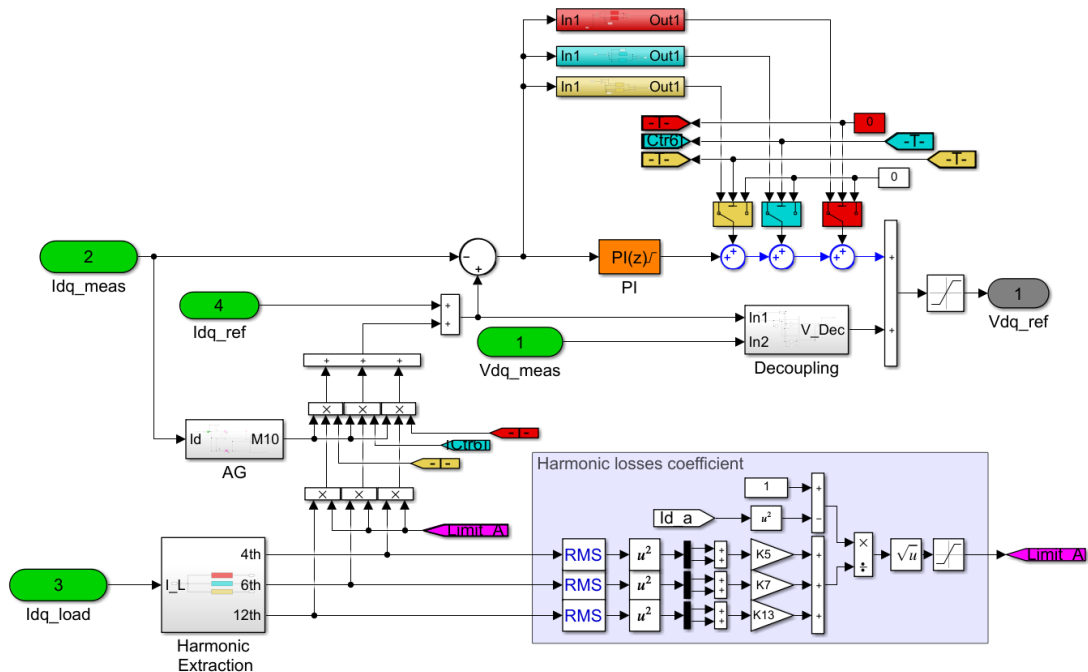 In1 Out1
In1 Out1
In1 Out1
-T- 0
Ctr6 -T-
-T- -T-
0
2
Idq_meas
− +
PI(z)
PI
+ + + + + +
+
+
1
Vdq_ref
4
Idq_ref
+
+
1
Vdq_meas
In1
In2
V_Dec
Decoupling
+ + +
× × ×
Id M10
AG
Ctr6
× × ×
Limit_A
Harmonic losses coefficient
1
+
−
Id_a
u²
RMS u² + + K5 +
RMS u² + + K7 +
RMS u² + + K13 +
×
÷
√u
Limit_A
3
Idq_load
I_L
4th
6th
12th
Harmonic
Extraction